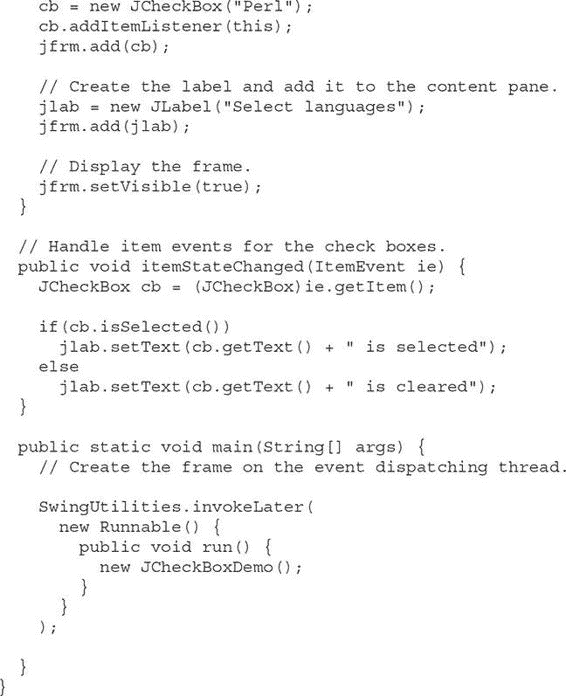 cb = new JCheckBox("Perl");
cb.addItemListener(this);
jfrm.add(cb);
// Create the label and add it to the content pane.
jlab = new JLabel("Select languages");
jfrm.add(jlab);
// Display the frame.
jfrm.setVisible(true);
}
// Handle item events for the check boxes.
public void itemStateChanged(ItemEvent ie) {
JCheckBox cb = (JCheckBox)ie.getItem();
if(cb.isSelected())
jlab.setText(cb.getText() + " is selected");
else
jlab.setText(cb.getText() + " is cleared");
}
public static void main(String[] args) {
// Create the frame on the event dispatching thread.
SwingUtilities.invokeLater(
new Runnable() {
public void run() {
new JCheckBoxDemo();
}
}
);
}
}